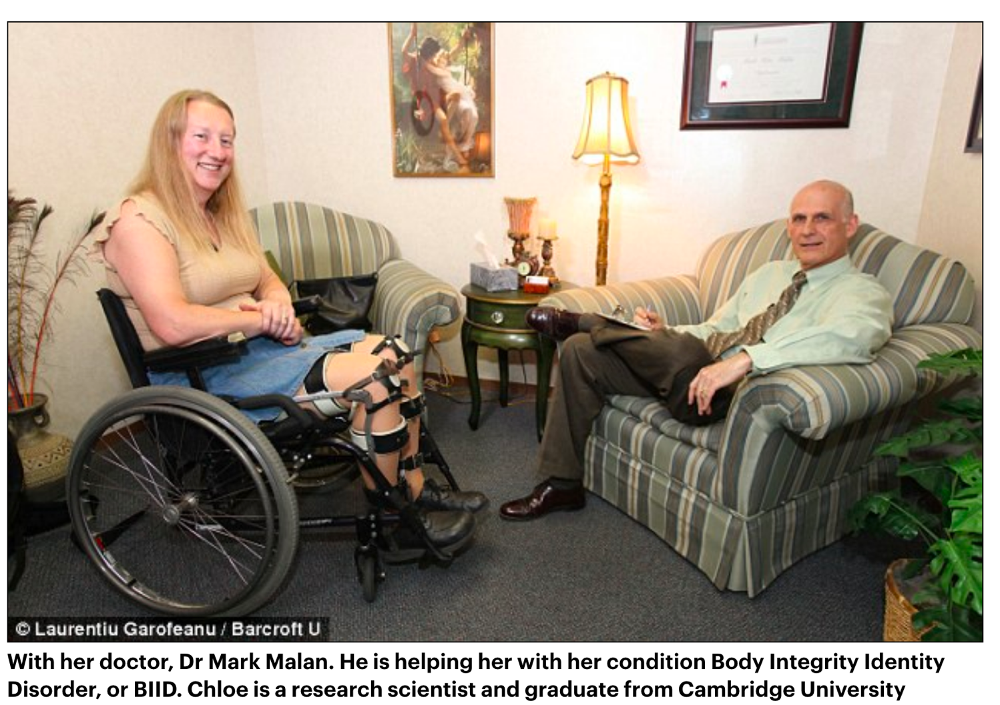 © Laurentiu Garofeanu / Barcroft U
With her doctor, Dr Mark Malan. He is helping her with her condition Body Integrity Identity
Disorder, or BIID. Chloe is a research scientist and graduate from Cambridge University